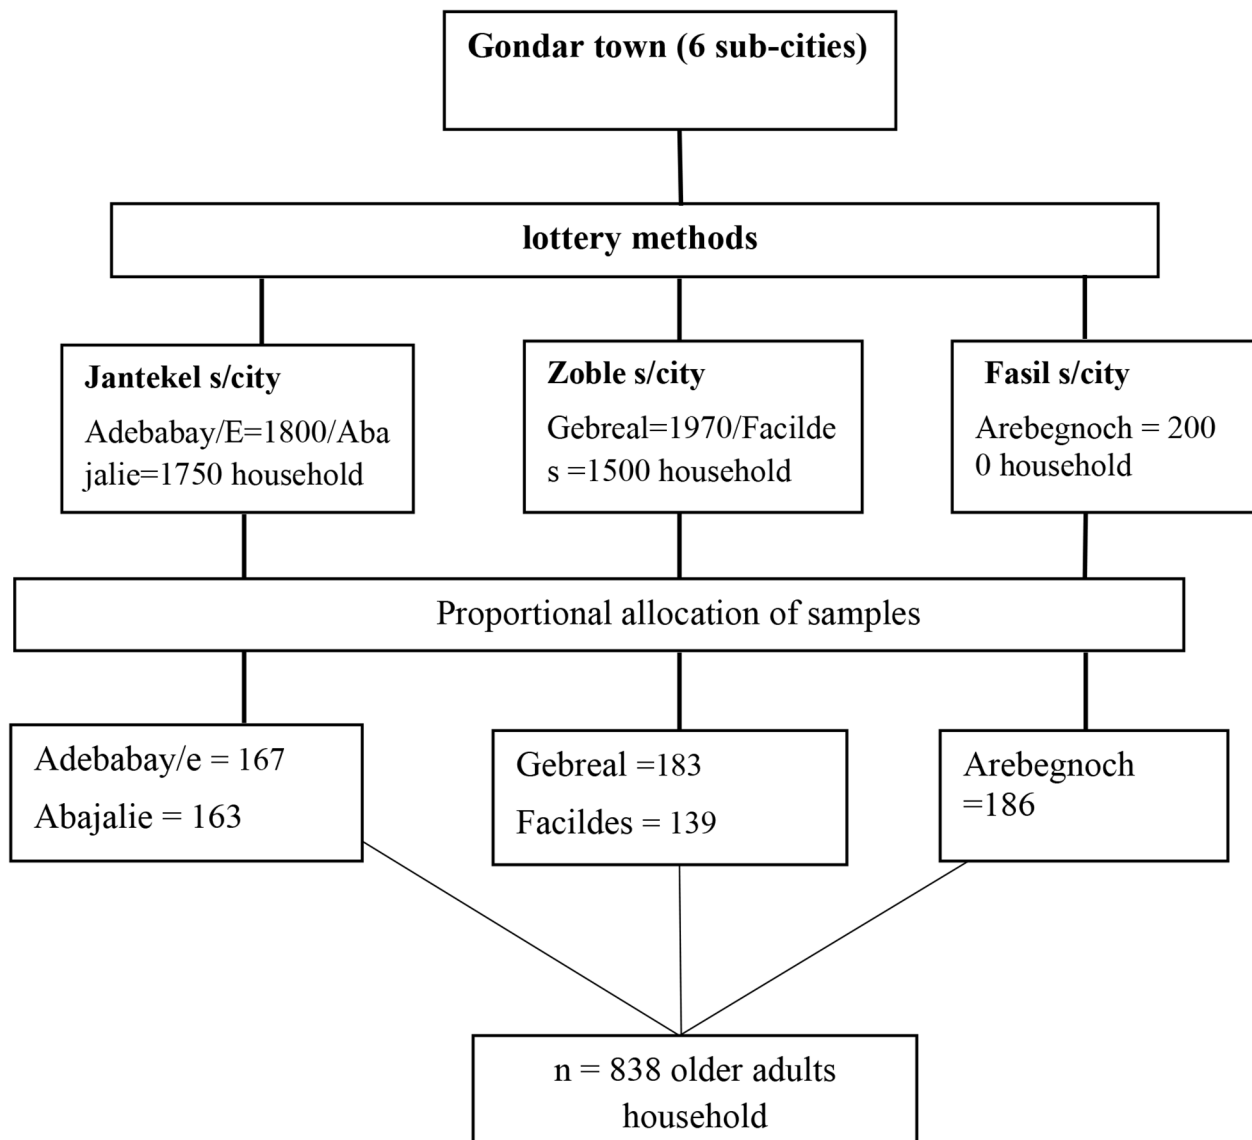 Gondar town (6 sub-cities)
lottery methods
Jantekel s/city
Adebabay/E=1800/Aba
jalie=1750 household
Zoble s/city
Gebreal=1970/Facilde
s =1500 household
Fasil s/city
Arebegnoch = 200
0 household
Proportional allocation of samples
Adebabay/e = 167
Abajalie = 163
Gebreal =183
Facildes = 139
Arebegnoch
=186
n = 838 older adults
household